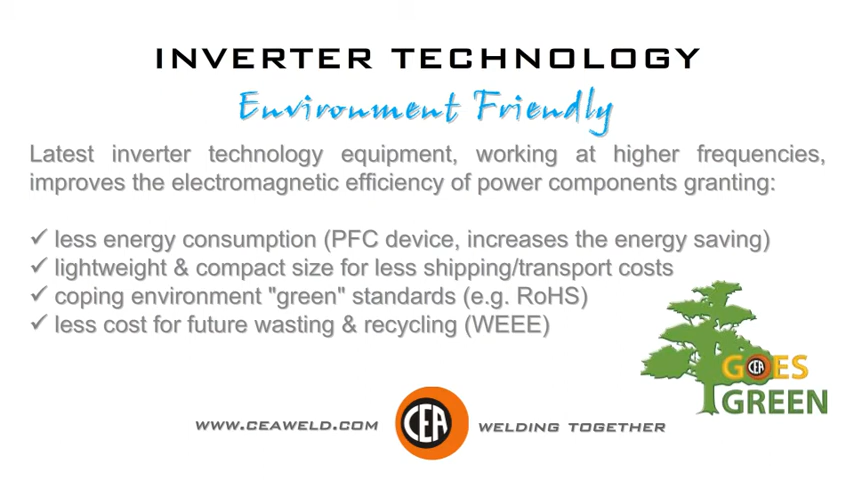 INVERTER TECHNOLOGY
Environment Friendly
Latest inverter technology equipment, working at higher frequencies,
improves the electromagnetic efficiency of power components granting:
✓ less energy consumption (PFC device, increases the energy saving)
✓ lightweight & compact size for less shipping/transport costs
✓ coping environment "green" standards (e.g. RoHS)
✓ less cost for future wasting & recycling (WEEE)
GOES
CEA
GREEN
WWW.CEAWELD.COM
CEA
WELDING TOGETHER